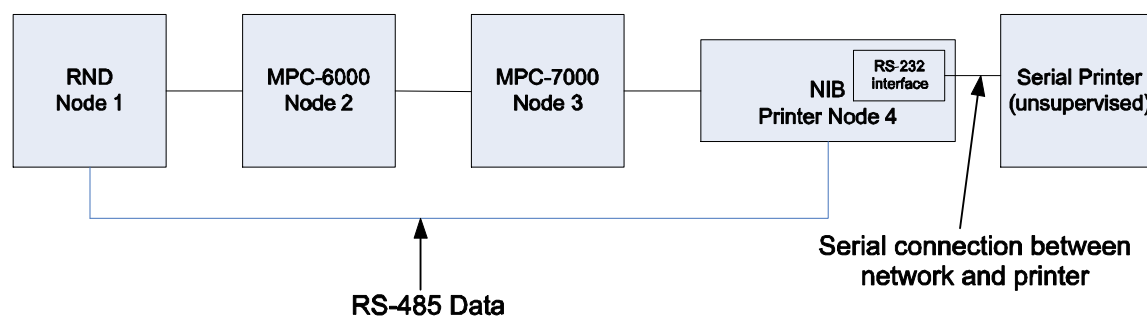 RND
Node 1
MPC-6000
Node 2
MPC-7000
Node 3
RS-232
interface
NIB
Printer Node 4
Serial Printer
(unsupervised)
Serial connection between
network and printer
RS-485 Data